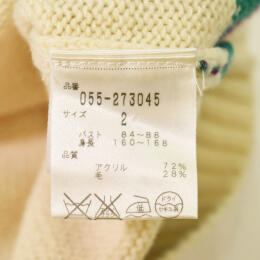 品番
055-273045
サイズ
2
バスト 84~88
身長 160~168
品質
アクリル 72%
毛 28%
低
ドライ
セキユ系